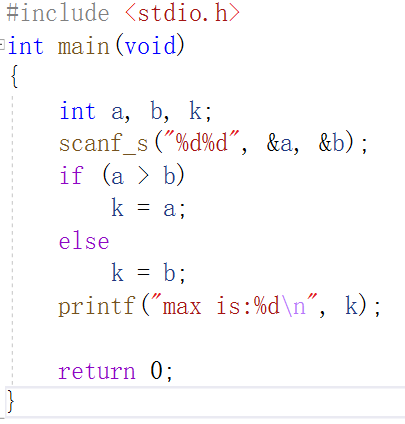 #include <stdio.h>
int main(void)
{
    int a, b, k;
    scanf_s("%d%d", &a, &b);
    if (a > b)
        k = a;
    else
        k = b;
    printf("max is:%d\n", k);

    return 0;
}